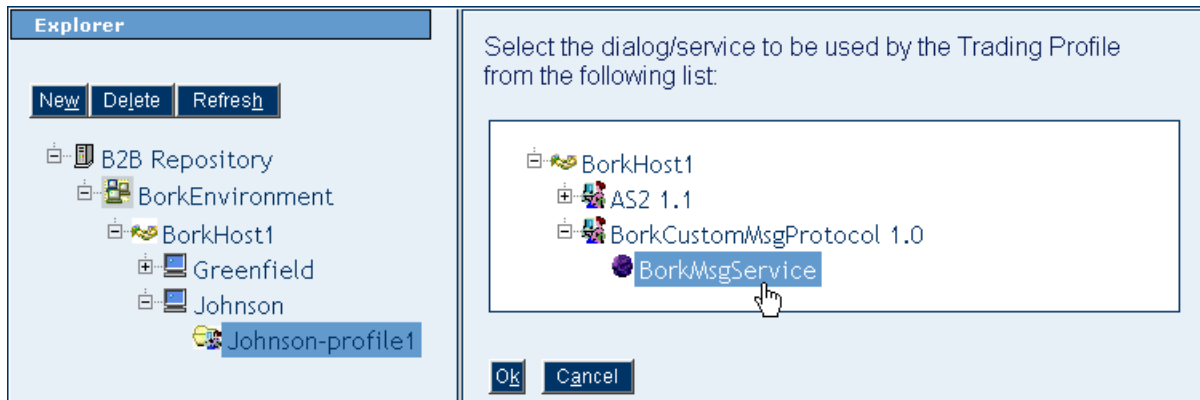 Explorer
New Delete Refresh
B2B Repository
BorkEnvironment
BorkHost1
Greenfield
Johnson
Johnson-profile1
Select the dialog/service to be used by the Trading Profile
from the following list:
BorkHost1
AS2 1.1
BorkCustomMsgProtocol 1.0
BorkMsgService
Ok Cancel